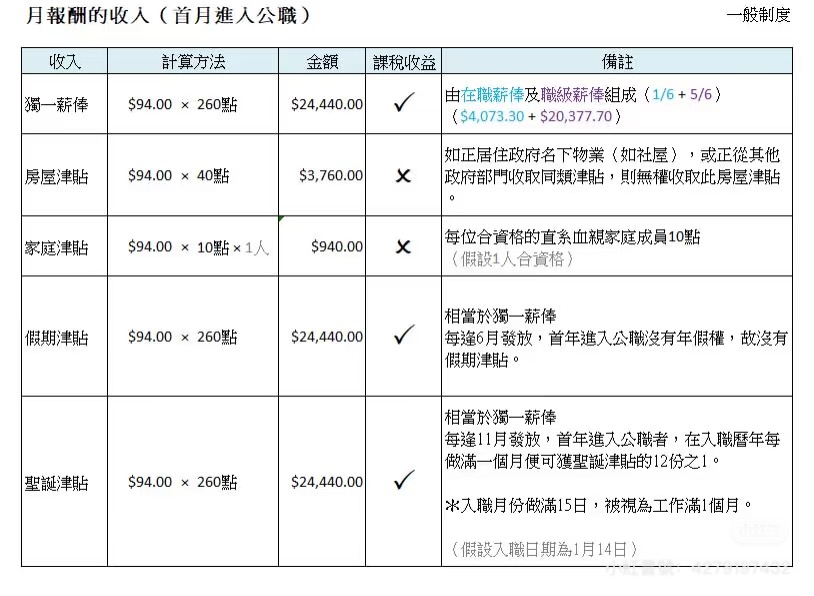 月報酬的收入（首月進入公職）
一般制度
收入 計算方法 金額 課稅收益 備註
獨一薪俸 $94.00 × 260點 $24,440.00 ✓ 由在職薪俸及職級薪俸組成（1/6 + 5/6）
（$4,073.30 + $20,377.70）
房屋津貼 $94.00 × 40點 $3,760.00 × 如正居住政府名下物業（如社屋），或正從其他
政府部門收取同類津貼，則無權收取此房屋津貼
。
家庭津貼 $94.00 × 10點 × 1人 $940.00 × 每位合資格的直系血親家庭成員10點
（假設1人合資格）
假期津貼 $94.00 × 260點 $24,440.00 ✓ 相當於獨一薪俸
每逢6月發放，首年進入公職沒有年假權，故沒有
假期津貼。
聖誕津貼 $94.00 × 260點 $24,440.00 ✓ 相當於獨一薪俸
每逢11月發放，首年進入公職者，在入職曆年每
做滿一個月便可獲聖誕津貼的12份之1。
＊入職月份做滿15日，被視為工作滿1個月。
（假設入職日期為1月14日）